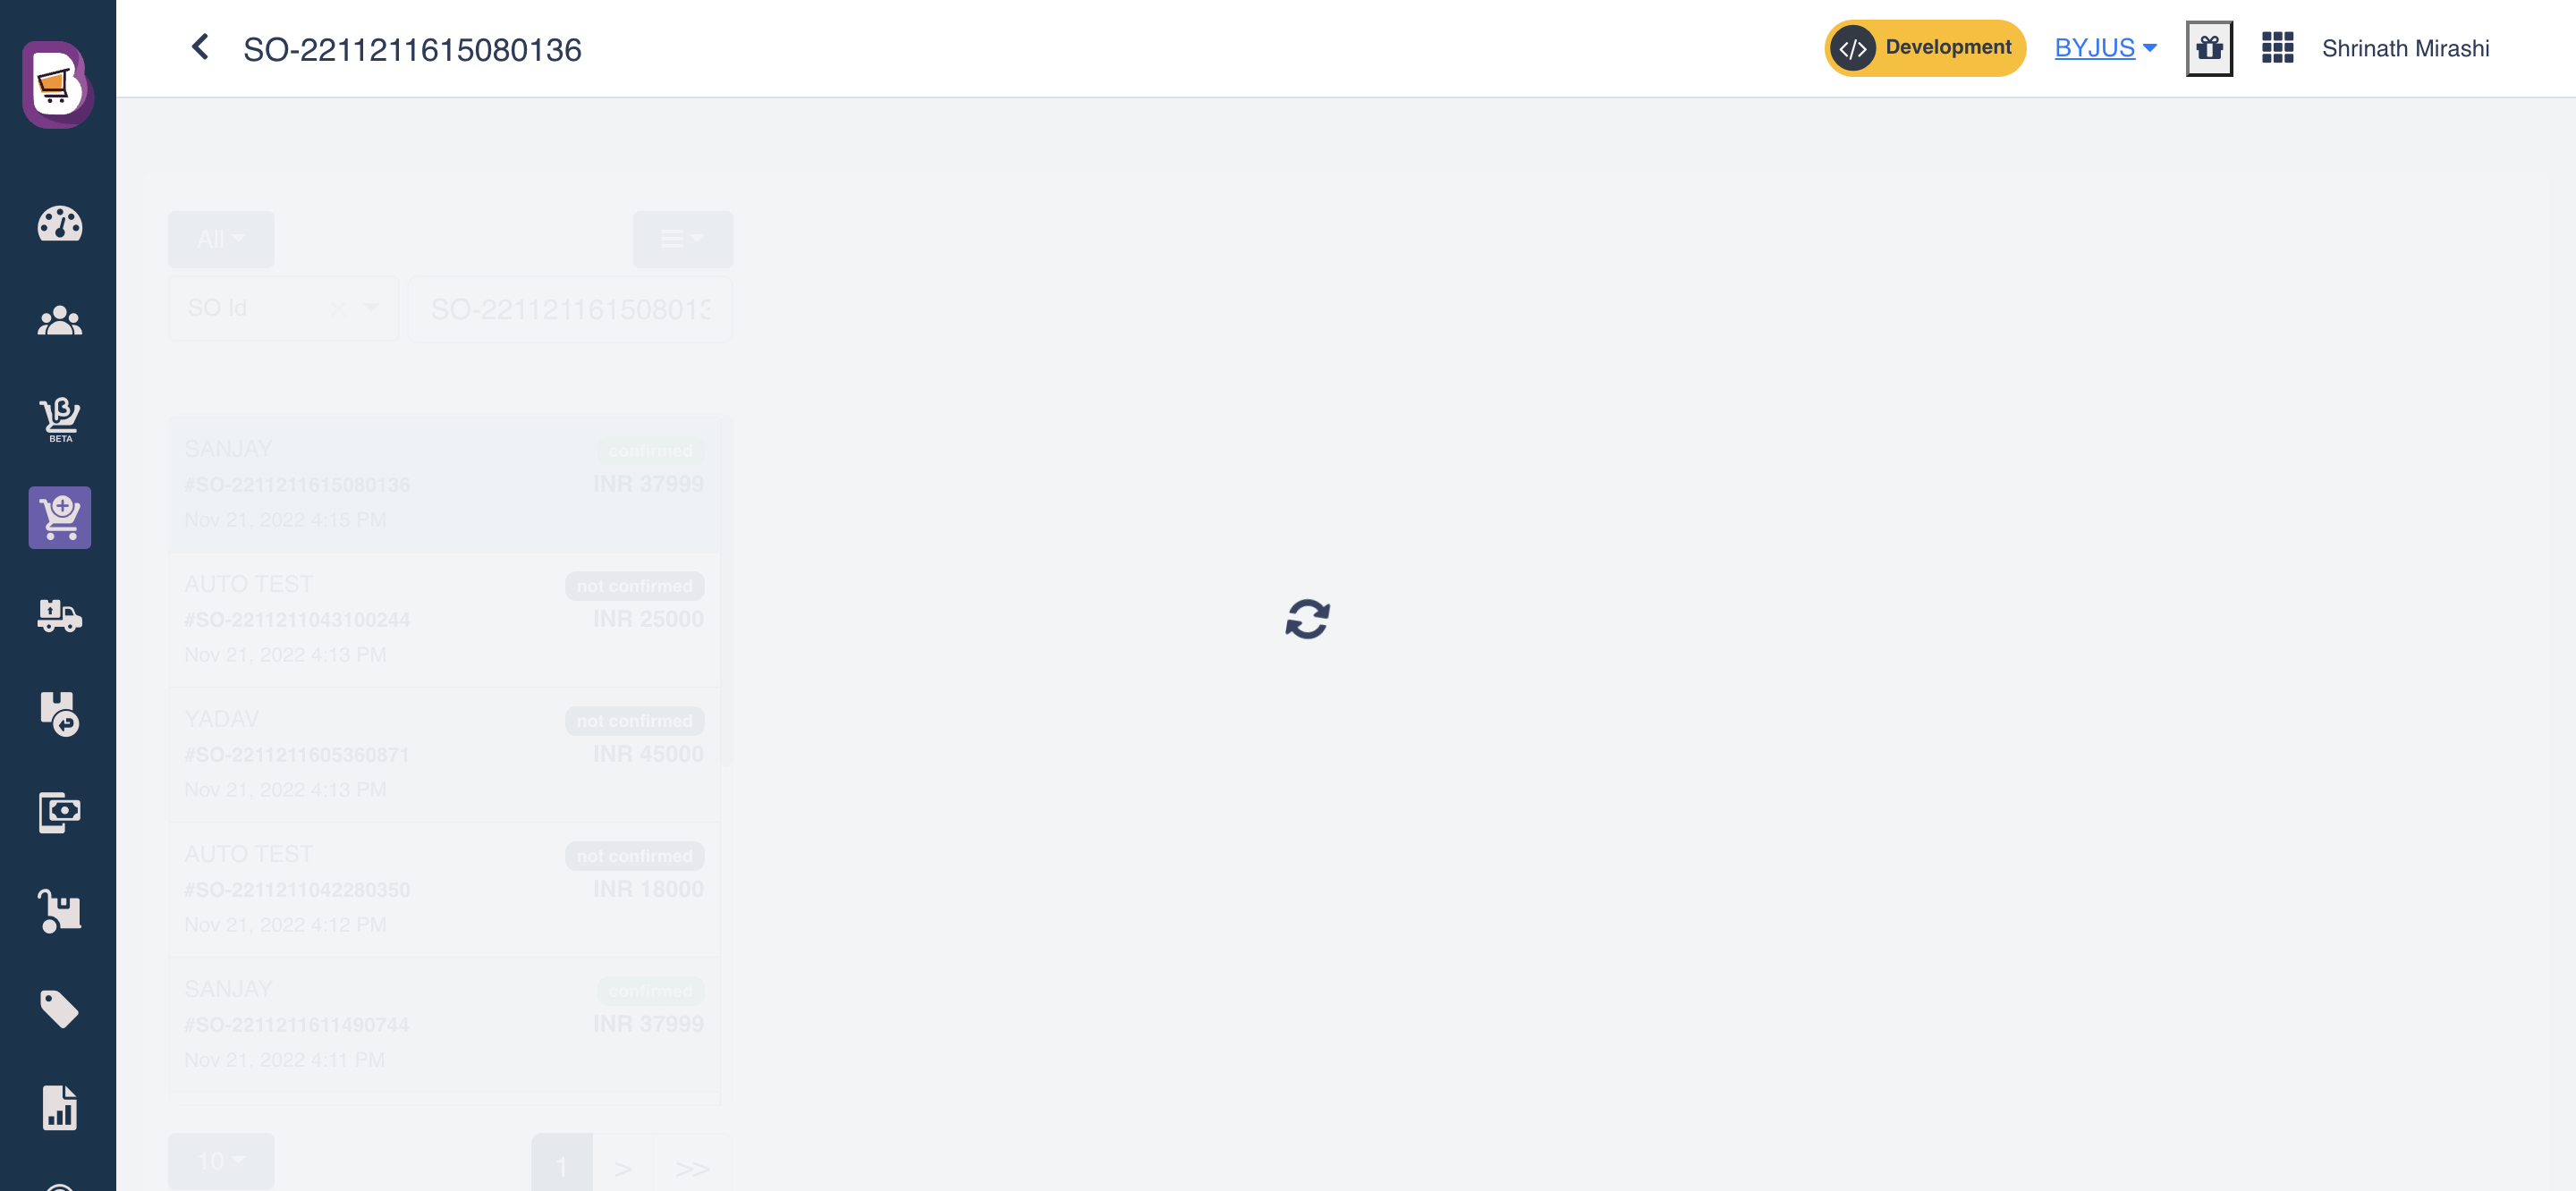 SO-2211211615080136
</> Development
BYJUS
Shrinath Mirashi
BETA
All
SO Id
SO-221121161508013
SANJAY
confirmed
#SO-2211211615080136
INR 37999
Nov 21, 2022 4:15 PM
AUTO TEST
not confirmed
#SO-2211211043100244
INR 25000
Nov 21, 2022 4:13 PM
YADAV
not confirmed
#SO-2211211605360871
INR 45000
Nov 21, 2022 4:13 PM
AUTO TEST
not confirmed
#SO-2211211042280350
INR 18000
Nov 21, 2022 4:12 PM
SANJAY
confirmed
#SO-2211211611490744
INR 37999
Nov 21, 2022 4:11 PM
10
1 > >>